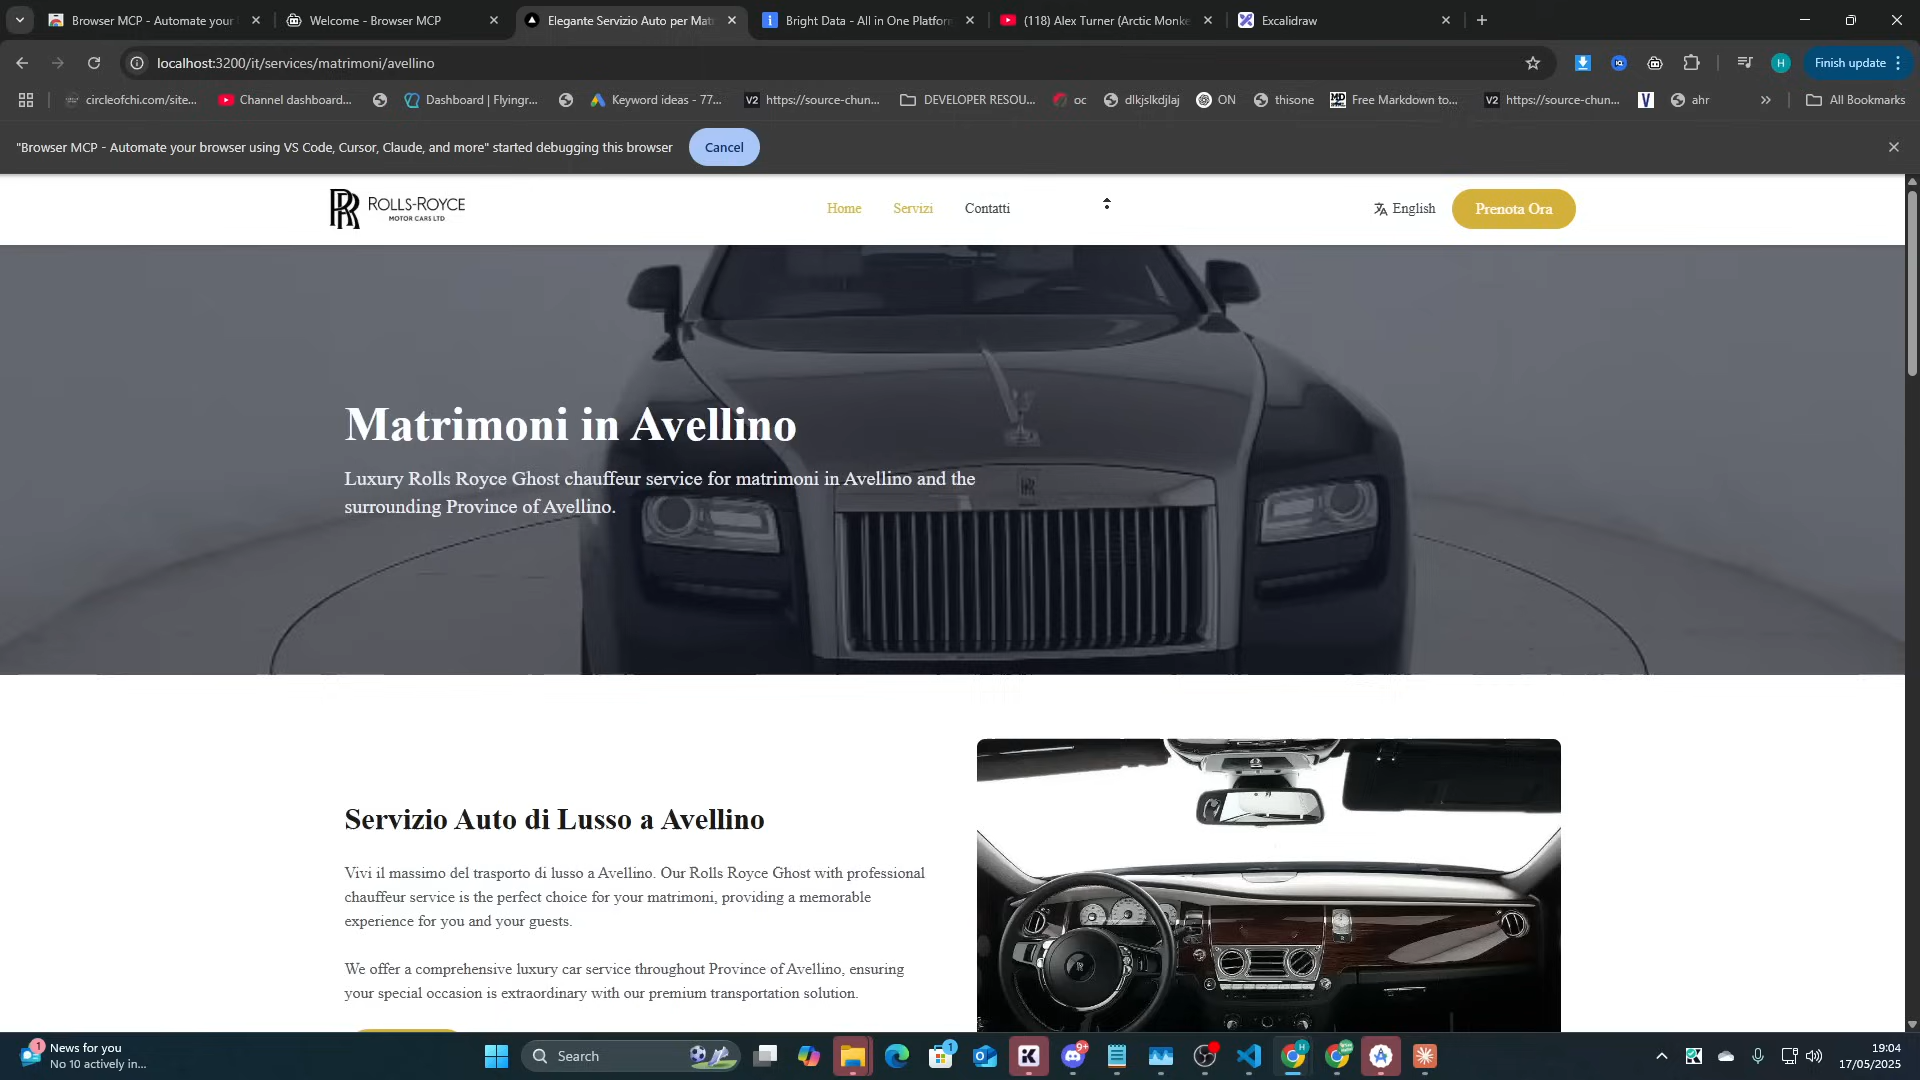 Browser MCP - Automate your
Welcome - Browser MCP
Elegante Servizio Auto per Mat
Bright Data - All in One Platform
(118) Alex Turner (Arctic Monke
Excalidraw
localhost:3200/it/services/matrimoni/avellino
Finish update
circleofchi.com/site...
Channel dashboard...
Dashboard | Flyingr...
Keyword ideas - 77...
https://source-chun...
DEVELOPER RESOU...
oc
dlkjslkdjlaj
ON
thisone
Free Markdown to...
https://source-chun...
ahr
All Bookmarks
"Browser MCP - Automate your browser using VS Code, Cursor, Claude, and more" started debugging this browser
Cancel
ROLLS-ROYCE
MOTOR CARS LTD
Home
Servizi
Contatti
English
Prenota Ora
Matrimoni in Avellino
Luxury Rolls Royce Ghost chauffeur service for matrimoni in Avellino and the
surrounding Province of Avellino.
Servizio Auto di Lusso a Avellino
Vivi il massimo del trasporto di lusso a Avellino. Our Rolls Royce Ghost with professional
chauffeur service is the perfect choice for your matrimoni, providing a memorable
experience for you and your guests.
We offer a comprehensive luxury car service throughout Province of Avellino, ensuring
your special occasion is extraordinary with our premium transportation solution.
News for you
No 10 actively in...
Search
19:04
17/05/2025